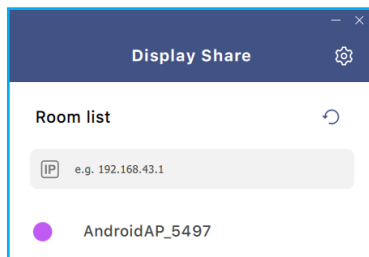 Display Share
Room list
IP e.g. 192.168.43.1
AndroidAP_5497